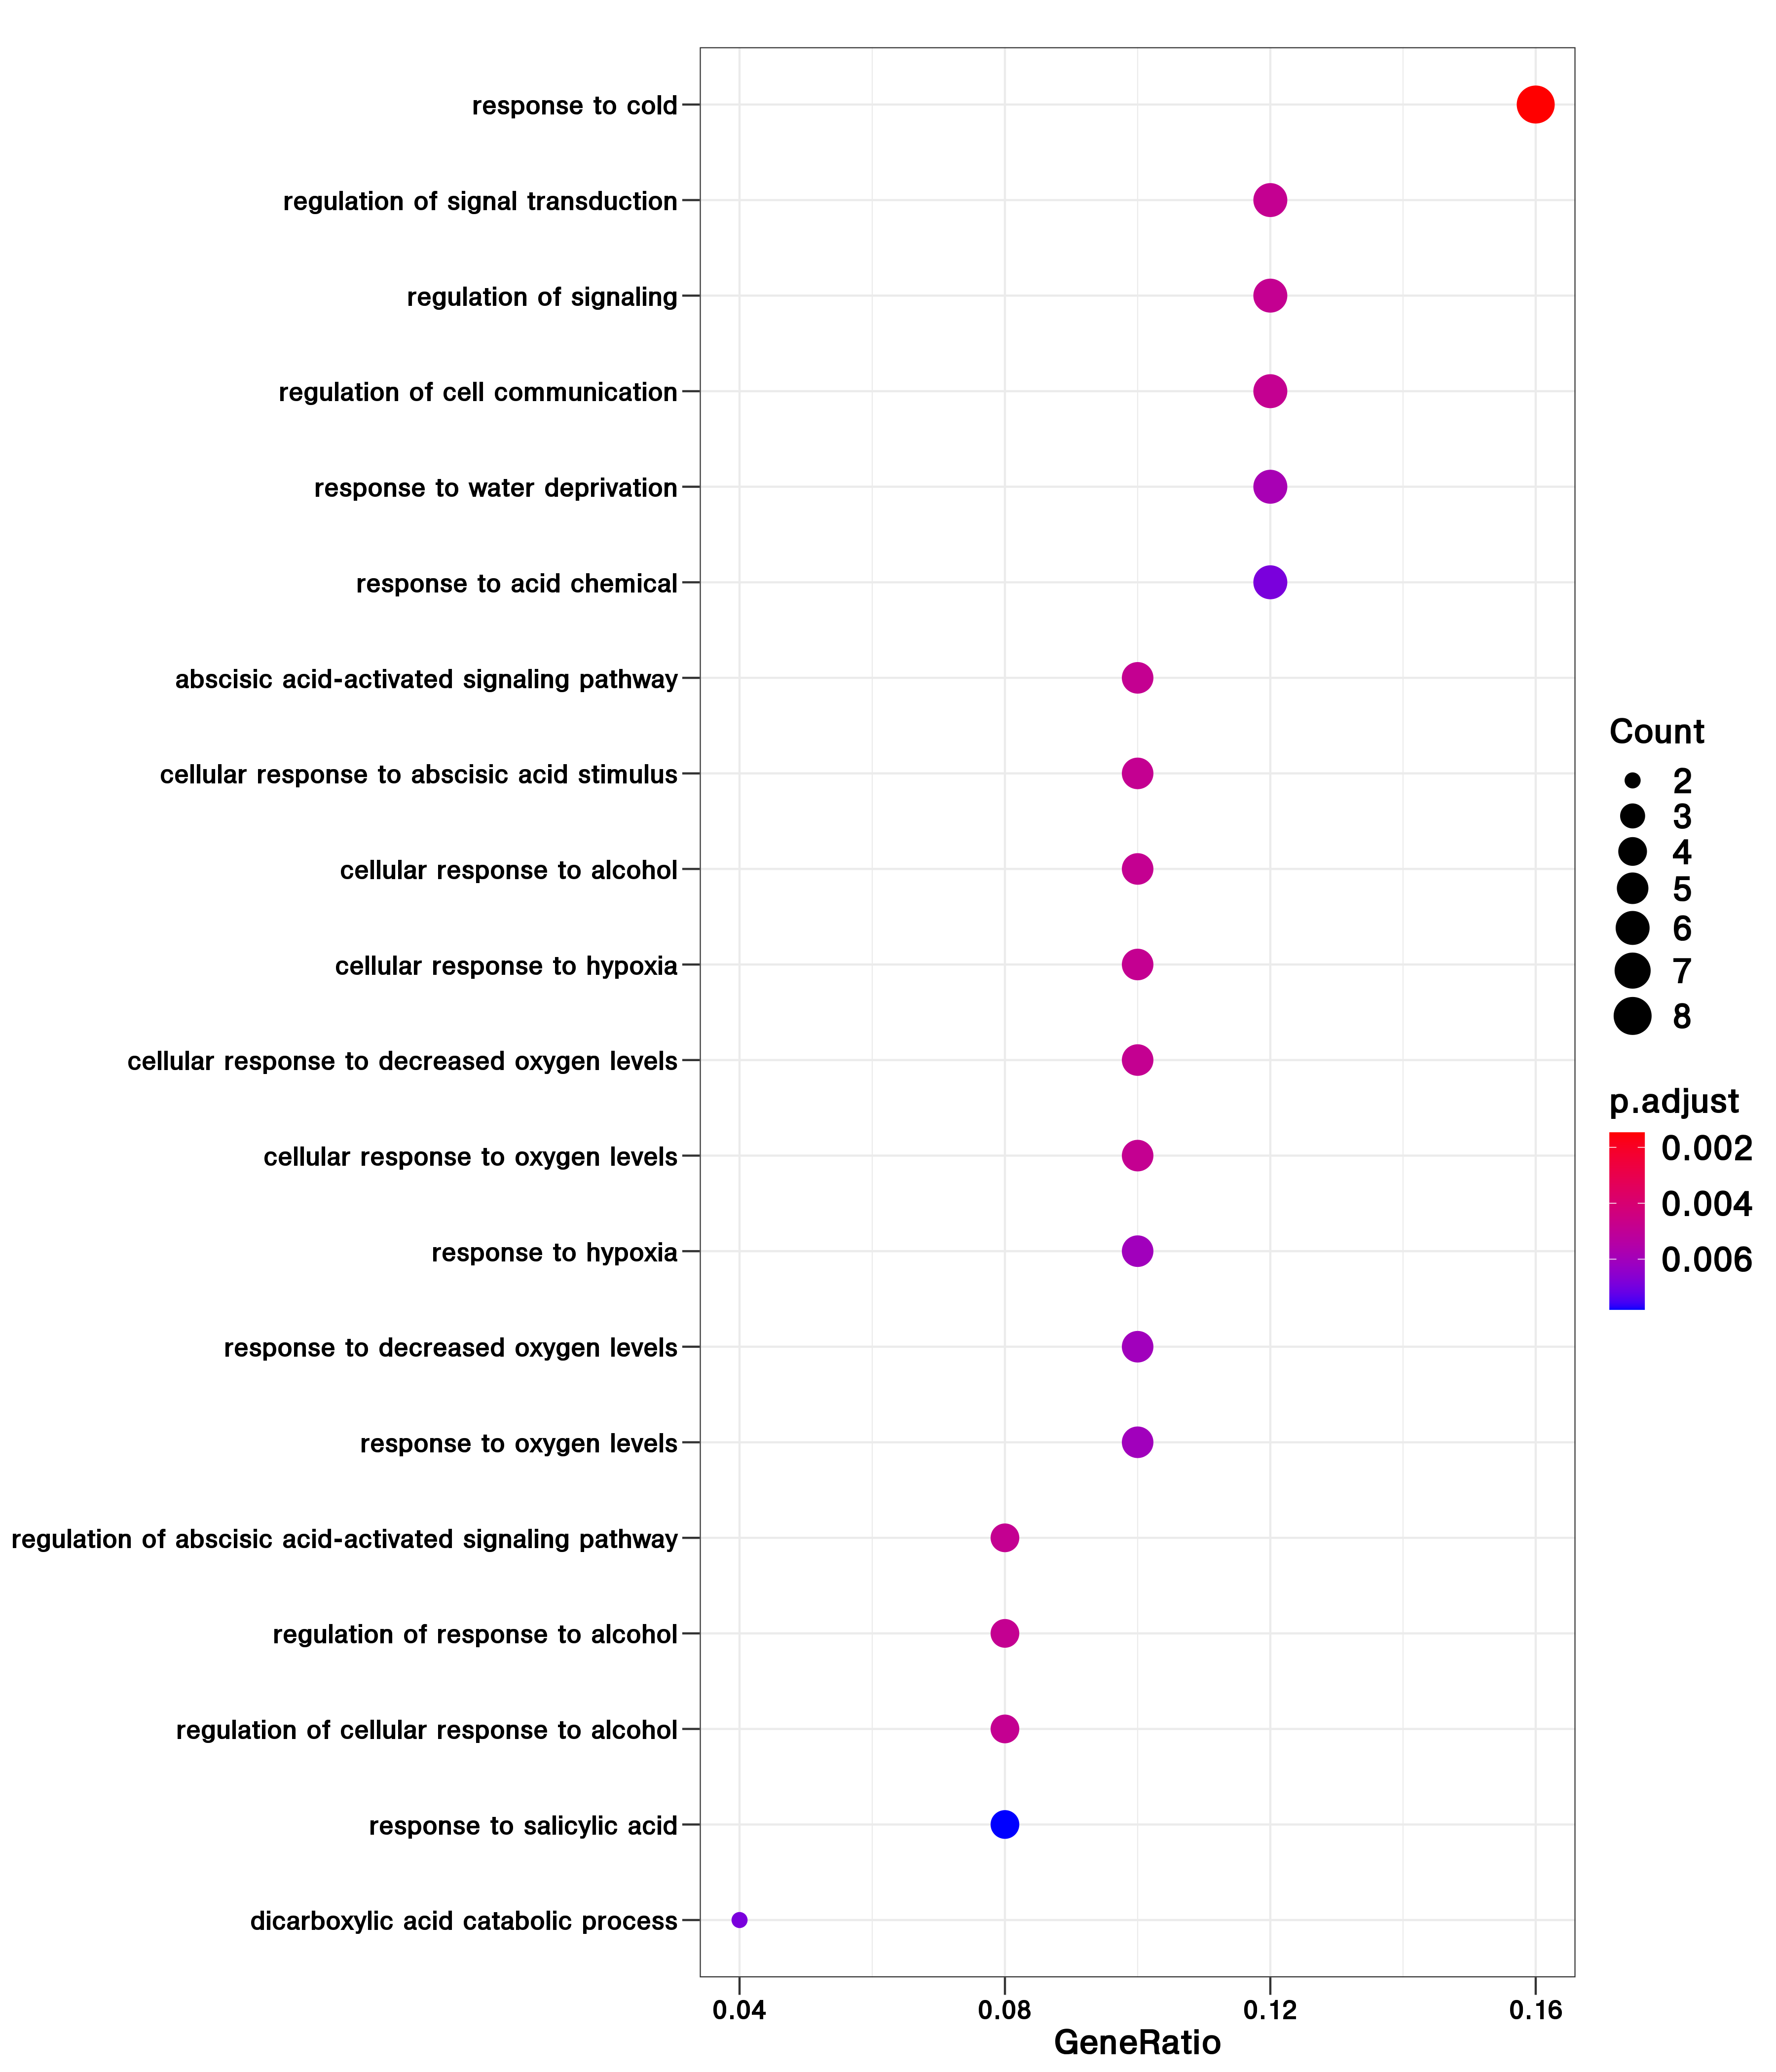 response to cold
regulation of signal transduction
regulation of signaling
regulation of cell communication
response to water deprivation
response to acid chemical
abscisic acid-activated signaling pathway
cellular response to abscisic acid stimulus
cellular response to alcohol
cellular response to hypoxia
cellular response to decreased oxygen levels
cellular response to oxygen levels
response to hypoxia
response to decreased oxygen levels
response to oxygen levels
regulation of abscisic acid-activated signaling pathway
regulation of response to alcohol
regulation of cellular response to alcohol
response to salicylic acid
dicarboxylic acid catabolic process
0.04 0.08 0.12 0.16
GeneRatio
Count
2
3
4
5
6
7
8
p.adjust
0.002
0.004
0.006